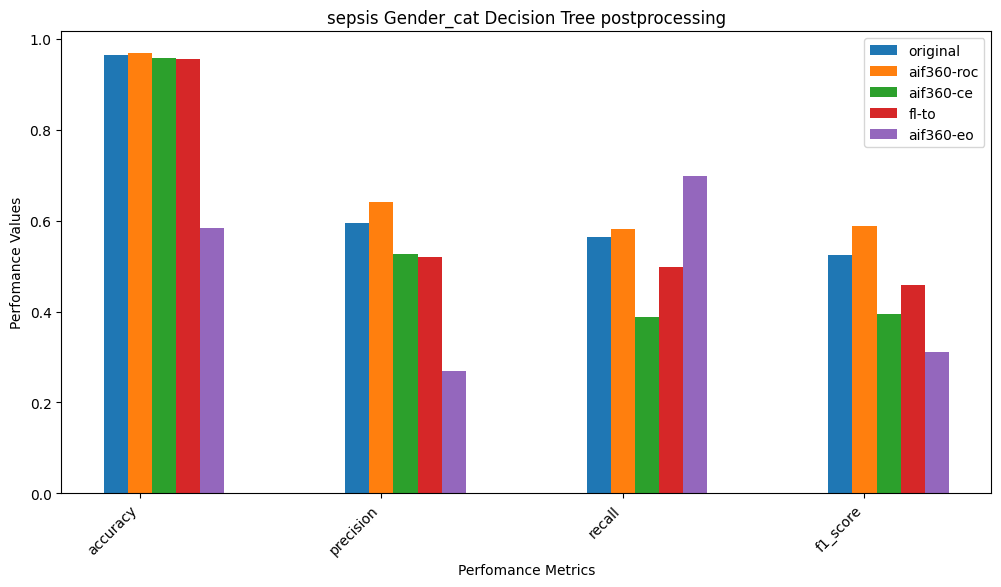 sepsis Gender_cat Decision Tree postprocessing
original
aif360-roc
aif360-ce
fl-to
aif360-eo
Perfomance Values
1.0
0.8
0.6
0.4
0.2
0.0
accuracy
precision
recall
f1_score
Perfomance Metrics